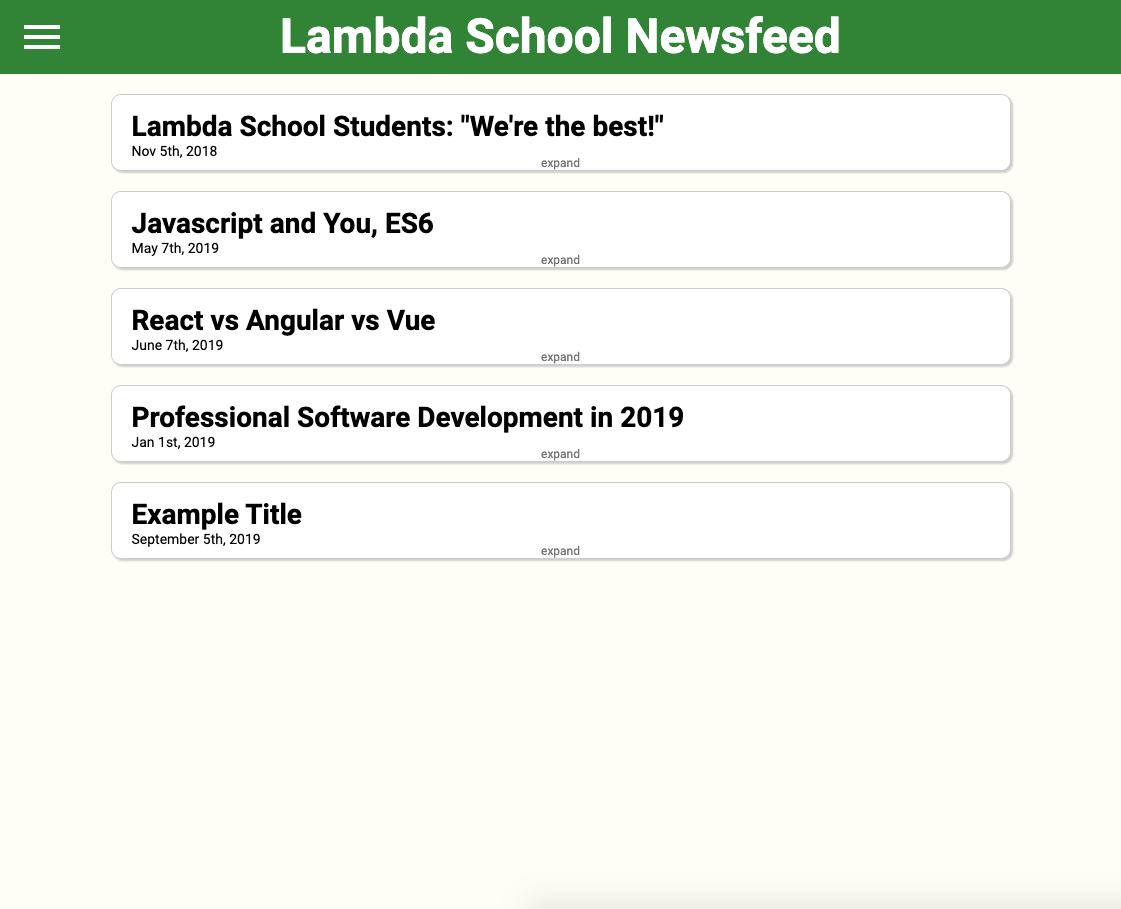 Lambda School Newsfeed
Lambda School Students: "We're the best!"
Nov 5th, 2018
expand
Javascript and You, ES6
May 7th, 2019
expand
React vs Angular vs Vue
June 7th, 2019
expand
Professional Software Development in 2019
Jan 1st, 2019
expand
Example Title
September 5th, 2019
expand